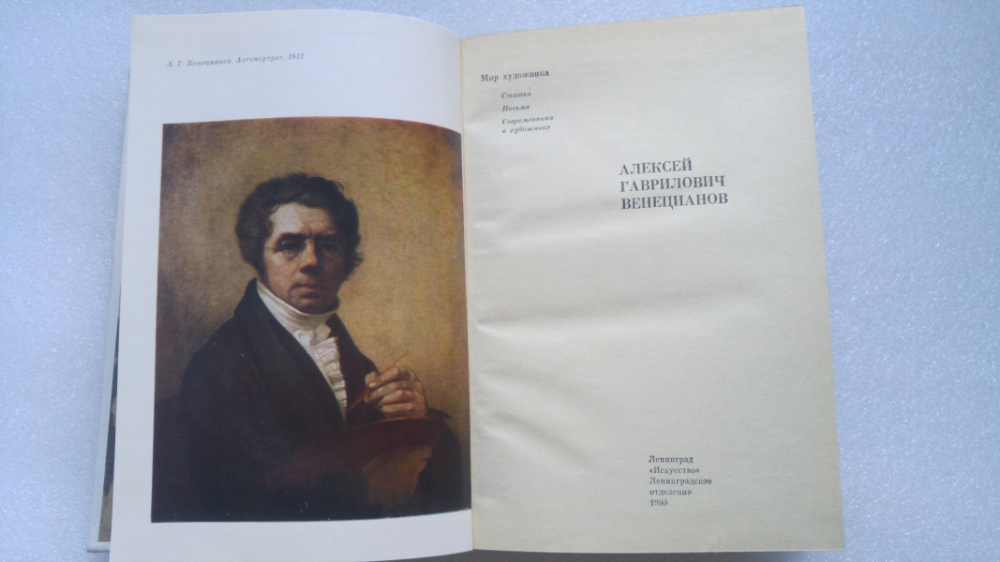 А. Г. Венецианов. Автопортрет. 1811
Мир художника
Статьи
Письма
Современники
о художнике
АЛЕКСЕЙ
ГАВРИЛОВИЧ
ВЕНЕЦИАНОВ
Ленинград
«Искусство»
Ленинградское
отделение
1980